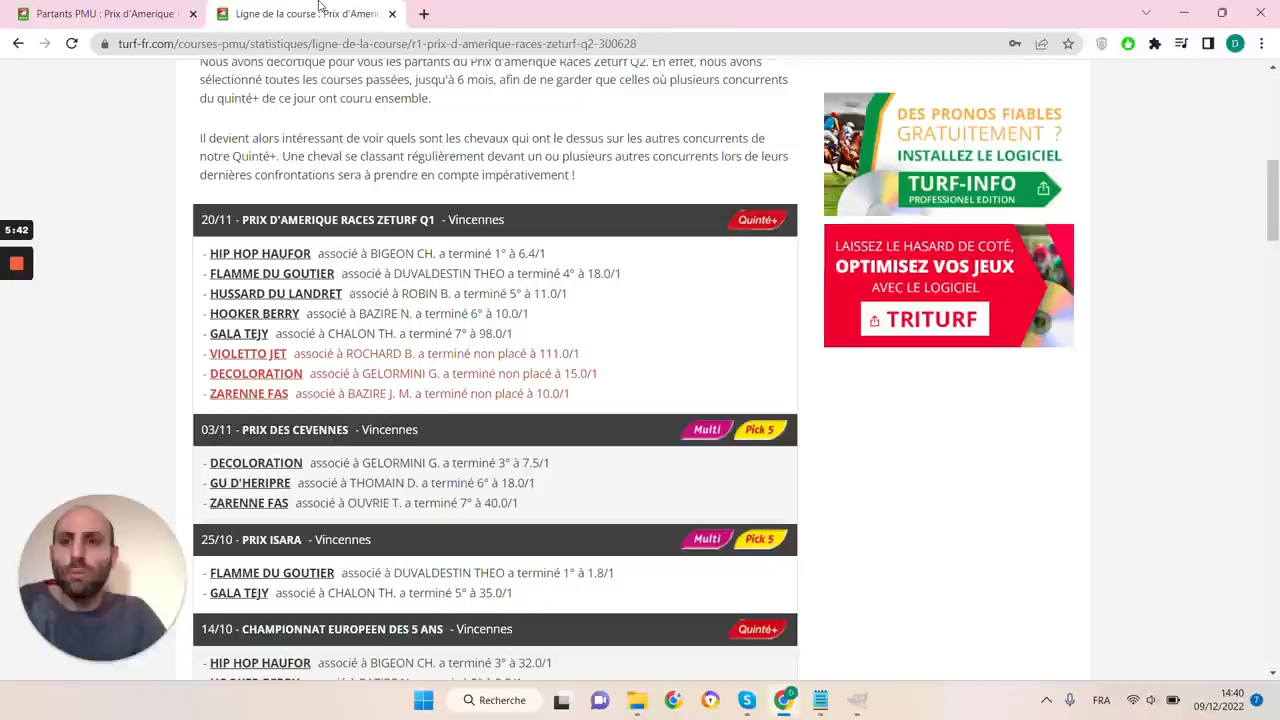 Partants de la course : Prix d'Amer
Ligne de la course : Prix d'Americ
turf-fr.com/courses-pmu/statistiques/ligne-de-la-course/r1-prix-d-amerique-races-zeturf-q2-300628
D
Nous avons décortiqué pour vous les partants du Prix d'Amerique Races Zeturf Q2. En effet, nous avons
sélectionné toutes les courses passées, jusqu'à 6 mois, afin de ne garder que celles où plusieurs concurrents
du quinté+ de ce jour ont couru ensemble.
Il devient alors intéressant de voir quels sont les chevaux qui ont le dessus sur les autres concurrents de
notre Quinté+. Une cheval se classant régulièrement devant un ou plusieurs autres concurrents lors de leurs
dernières confrontations sera à prendre en compte impérativement !
20/11 - PRIX D'AMERIQUE RACES ZETURF Q1 - Vincennes
Quinté+
- HIP HOP HAUFOR associé à BIGEON CH. a terminé 1° à 6.4/1
- FLAMME DU GOUTIER associé à DUVALDESTIN THEO a terminé 4° à 18.0/1
- HUSSARD DU LANDRET associé à ROBIN B. a terminé 5° à 11.0/1
- HOOKER BERRY associé à BAZIRE N. a terminé 6° à 10.0/1
- GALA TEJY associé à CHALON TH. a terminé 7° à 98.0/1
- VIOLETTO JET associé à ROCHARD B. a terminé non placé à 111.0/1
- DECOLORATION associé à GELORMINI G. a terminé non placé à 15.0/1
- ZARENNE FAS associé à BAZIRE J. M. a terminé non placé à 10.0/1
03/11 - PRIX DES CEVENNES - Vincennes
Multi Pick 5
- DECOLORATION associé à GELORMINI G. a terminé 3° à 7.5/1
- GU D'HERIPRE associé à THOMAIN D. a terminé 6° à 18.0/1
- ZARENNE FAS associé à OUVRIE T. a terminé 7° à 40.0/1
25/10 - PRIX ISARA - Vincennes
Multi Pick 5
- FLAMME DU GOUTIER associé à DUVALDESTIN THEO a terminé 1° à 1.8/1
- GALA TEJY associé à CHALON TH. a terminé 5° à 35.0/1
14/10 - CHAMPIONNAT EUROPEEN DES 5 ANS - Vincennes
Quinté+
- HIP HOP HAUFOR associé à BIGEON CH. a terminé 3° à 32.0/1
DES PRONOS FIABLES
GRATUITEMENT ?
INSTALLEZ LE LOGICIEL
TURF-INFO
PROFESIONEL EDITION
LAISSEZ LE HASARD DE COTÉ,
OPTIMISEZ VOS JEUX
AVEC LE LOGICIEL
TRITURF
5:42
Recherche
FRA
14:40
09/12/2022